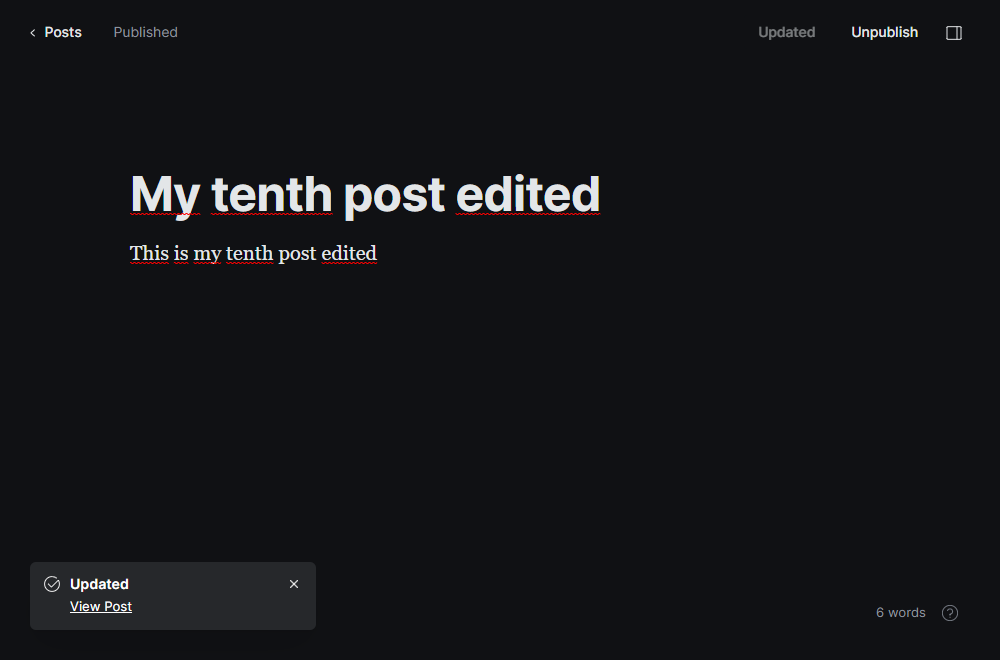 Posts Published Updated Unpublish
My tenth post edited
This is my tenth post edited
Updated
View Post
6 words